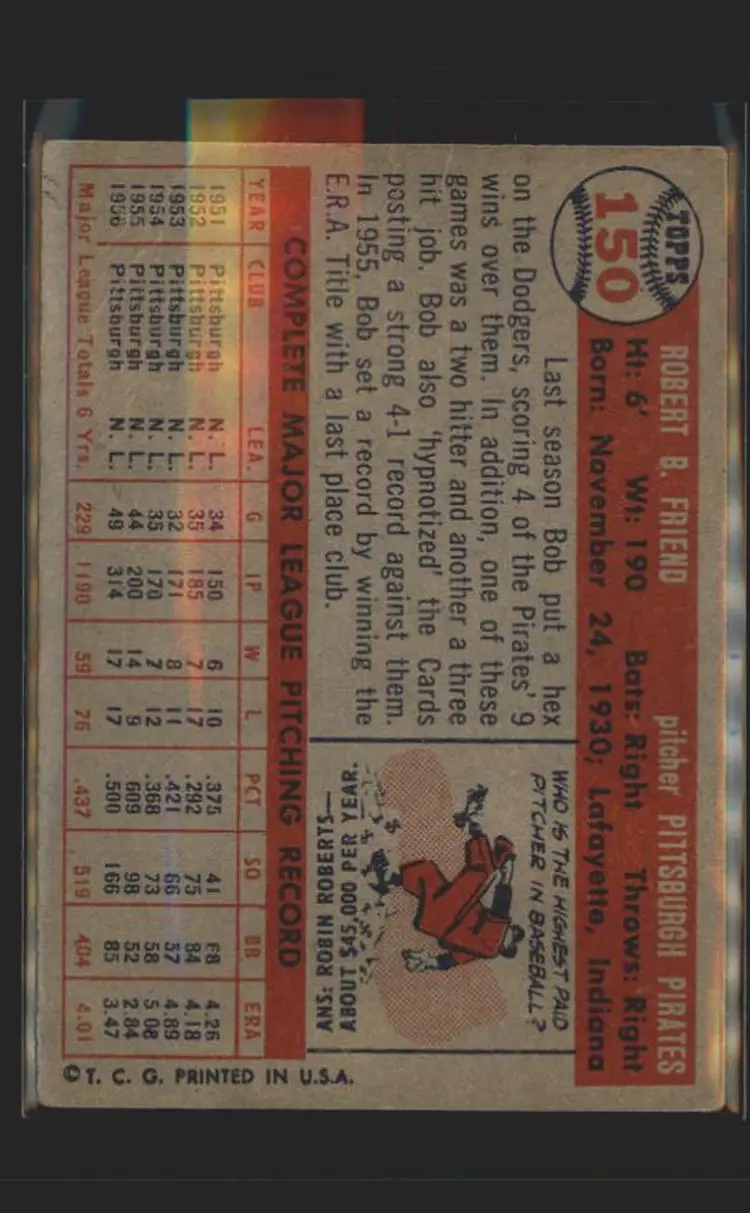 TOPPS
150
ROBERT B. FRIEND pitcher PITTSBURGH PIRATES
Ht: 6' Wt: 190 Bats: Right Throws: Right
Born: November 24, 1930; Lafayette, Indiana
Last season Bob put a hex
on the Dodgers, scoring 4 of the Pirates' 9
wins over them. In addition, one of these
games was a two hitter and another a three
hit job. Bob also 'hypnotized' the Cards
posting a strong 4-1 record against them.
In 1955, Bob set a record by winning the
E.R.A. Title with a last place club.
WHO IS THE HIGHEST PAID
PITCHER IN BASEBALL?
ANS: ROBIN ROBERTS—
ABOUT $45,000 PER YEAR.
COMPLETE MAJOR LEAGUE PITCHING RECORD
YEAR CLUB LEA. G IP W L PCT SO BB ERA
1951 Pittsburgh N. L. 34 150 6 10 .375 41 68 4.26
1952 Pittsburgh N. L. 35 185 7 17 .292 75 84 4.18
1953 Pittsburgh N. L. 32 171 8 11 .421 66 57 4.89
1954 Pittsburgh N. L. 35 170 7 12 .368 73 58 5.08
1955 Pittsburgh N. L. 44 200 14 9 .609 98 52 2.84
1956 Pittsburgh N. L. 49 314 17 17 .500 166 85 3.47
Major League Totals 6 Yrs. 229 1190 59 76 .437 519 404 4.01
© T. C. G. PRINTED IN U.S.A.